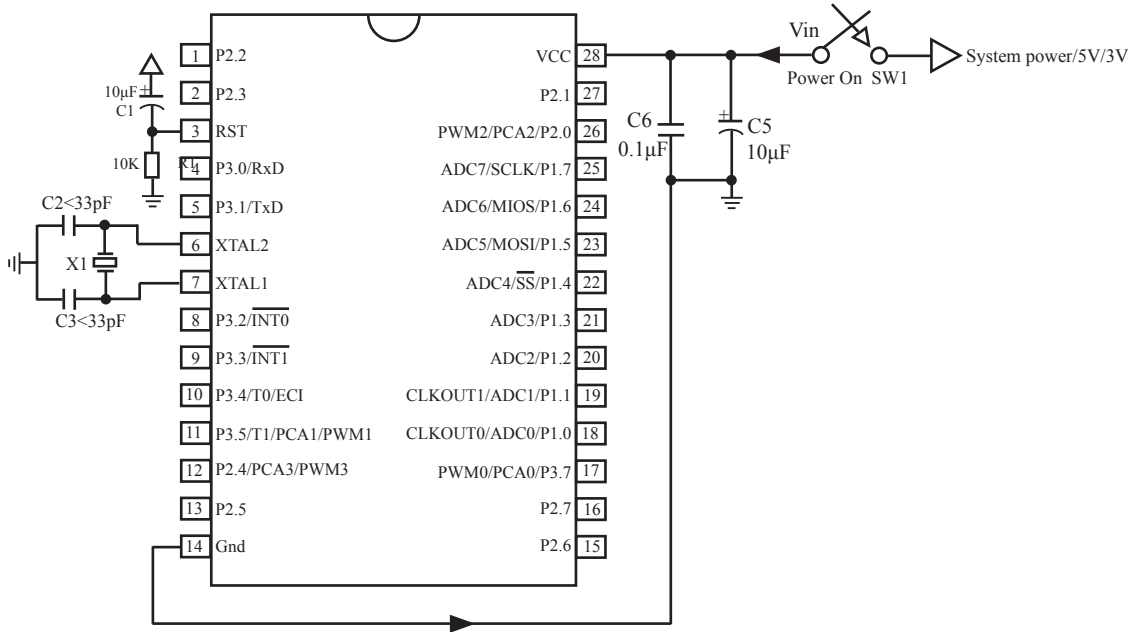 1 P2.2
2 P2.3
3 RST
4 P3.0/RxD
5 P3.1/TxD
6 XTAL2
7 XTAL1
8 P3.2/INT0
9 P3.3/INT1
10 P3.4/T0/ECI
11 P3.5/T1/PCA1/PWM1
12 P2.4/PCA3/PWM3
13 P2.5
14 Gnd
VCC 28
P2.1 27
PWM2/PCA2/P2.0 26
ADC7/SCLK/P1.7 25
ADC6/MIOS/P1.6 24
ADC5/MOSI/P1.5 23
ADC4/SS/P1.4 22
ADC3/P1.3 21
ADC2/P1.2 20
CLKOUT1/ADC1/P1.1 19
CLKOUT0/ADC0/P1.0 18
PWM0/PCA0/P3.7 17
P2.7 16
P2.6 15
10μF +
C1
10K R1
C2<33pF
X1
C3<33pF
C6
0.1μF
+ C5
10μF
Vin
Power On SW1
System power/5V/3V